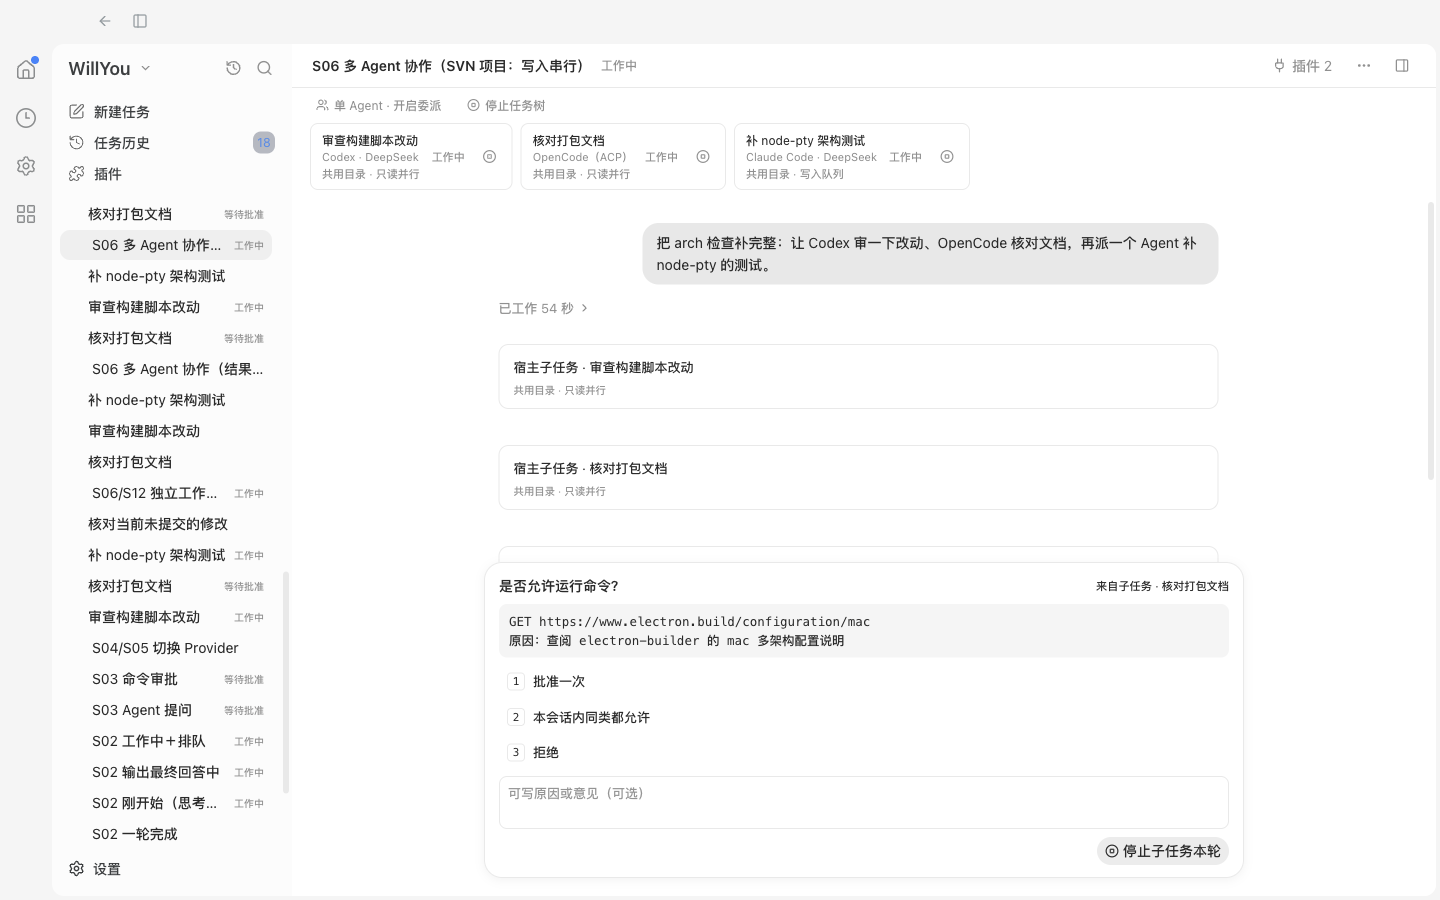 S06 多 Agent 协作（SVN 项目：写入串行） 工作中
插件 2
WillYou
新建任务
任务历史 18
插件
核对打包文档 等待批准
S06 多 Agent 协作... 工作中
补 node-pty 架构测试
审查构建脚本改动 工作中
核对打包文档 等待批准
S06 多 Agent 协作（结果...
补 node-pty 架构测试
审查构建脚本改动
核对打包文档
S06/S12 独立工作... 工作中
核对当前未提交的修改
补 node-pty 架构测试 工作中
核对打包文档 等待批准
审查构建脚本改动 工作中
S04/S05 切换 Provider
S03 命令审批 等待批准
S03 Agent 提问 等待批准
S02 工作中＋排队 工作中
S02 输出最终回答中 工作中
S02 刚开始（思考... 工作中
S02 一轮完成
设置
单 Agent · 开启委派
停止任务树
审查构建脚本改动
Codex · DeepSeek 工作中
共用目录 · 只读并行
核对打包文档
OpenCode（ACP） 工作中
共用目录 · 只读并行
补 node-pty 架构测试
Claude Code · DeepSeek 工作中
共用目录 · 写入队列
把 arch 检查补完整：让 Codex 审一下改动、OpenCode 核对文档，再派一个 Agent 补
node-pty 的测试。
已工作 54 秒
宿主子任务 · 审查构建脚本改动
共用目录 · 只读并行
宿主子任务 · 核对打包文档
共用目录 · 只读并行
是否允许运行命令？
来自子任务 · 核对打包文档
GET https://www.electron.build/configuration/mac
原因：查阅 electron-builder 的 mac 多架构配置说明
1 批准一次
2 本会话内同类都允许
3 拒绝
可写原因或意见（可选）
停止子任务本轮